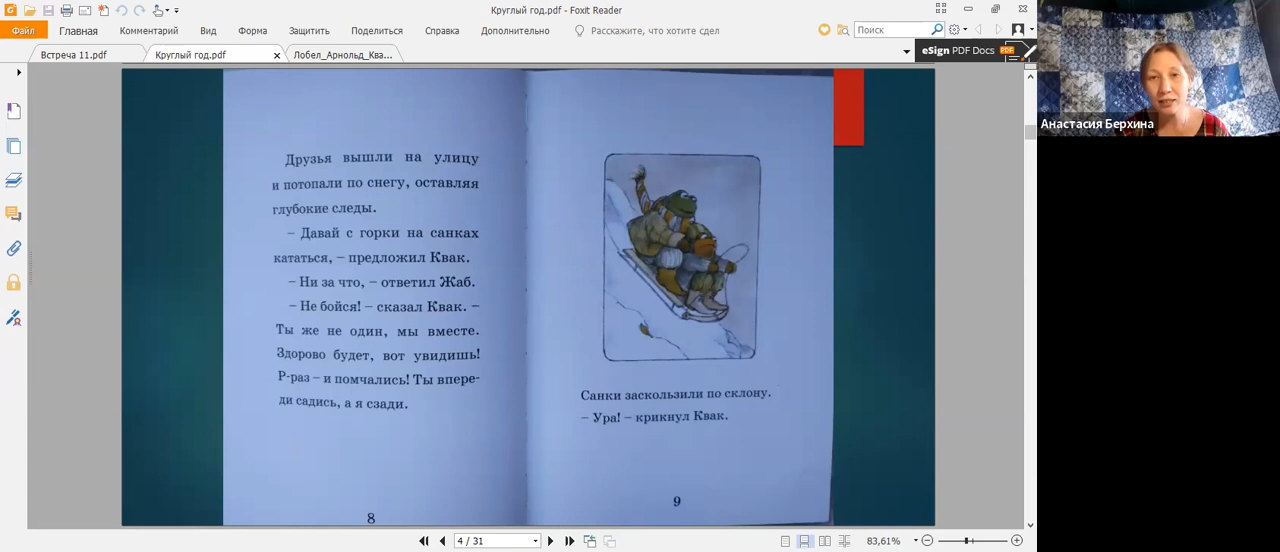 Круглый год.pdf - Foxit Reader
Файл
Главная
Комментарий
Вид
Форма
Защитить
Поделиться
Справка
Дополнительно
Расскажите, что хотите сдел
Поиск
Встреча 11.pdf
Круглый год.pdf
Лобел_Арнольд_Ква...
eSign PDF Docs
PDF
Анастасия Берхина
Друзья вышли на улицу
и потопали по снегу, оставляя
глубокие следы.
– Давай с горки на санках
кататься, – предложил Квак.
– Ни за что, – ответил Жаб.
– Не бойся! – сказал Квак. –
Ты же не один, мы вместе.
Здорово будет, вот увидишь!
Р-раз – и помчались! Ты впере-
ди садись, а я сзади.
8
Санки заскользили по склону.
– Ура! – крикнул Квак.
9
4 / 31
83,61%